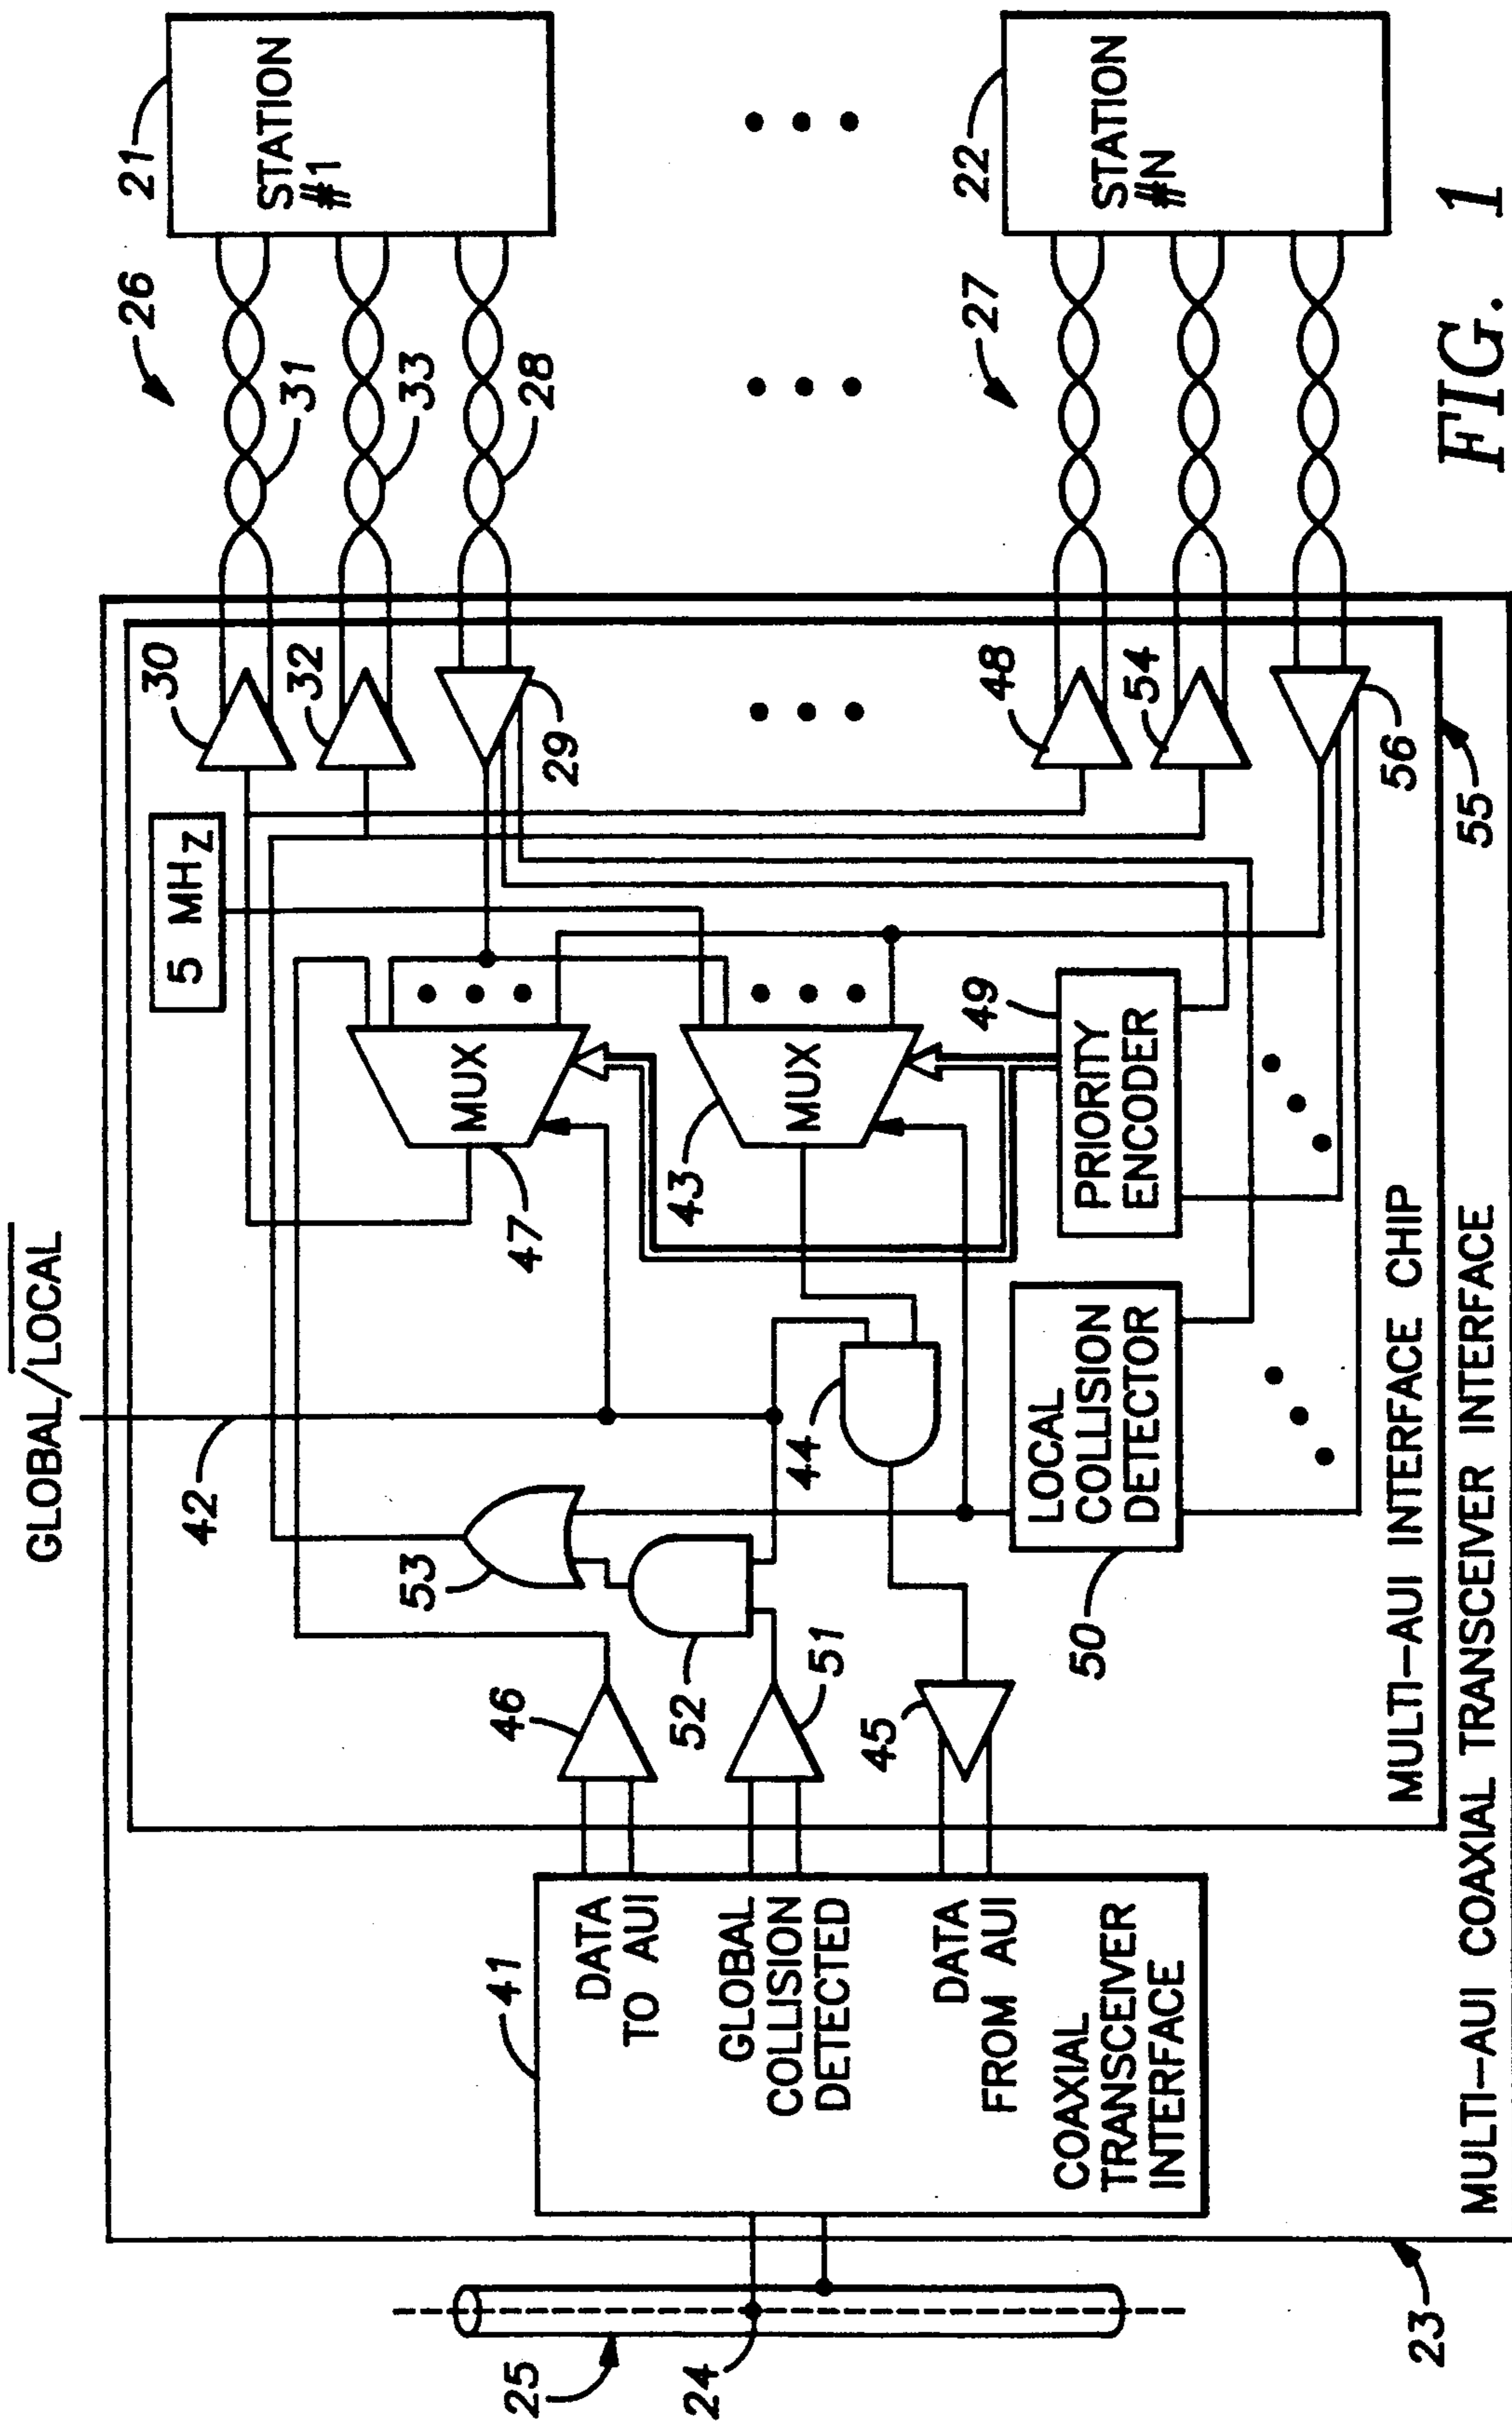 GLOBAL/LOCAL
42
25
24
23
41
DATA
TO AUI
GLOBAL
COLLISION
DETECTED
DATA
FROM AUI
COAXIAL
TRANSCEIVER
INTERFACE
46
52
51
45
53
44
50
LOCAL
COLLISION
DETECTOR
47
MUX
43
MUX
49
PRIORITY
ENCODER
5 MHz
30
32
29
48
54
56
55
MULTI-AUI INTERFACE CHIP
MULTI-AUI COAXIAL TRANSCEIVER INTERFACE
26
31
33
28
27
21
STATION
#1
22
STATION
#N
FIG. 1